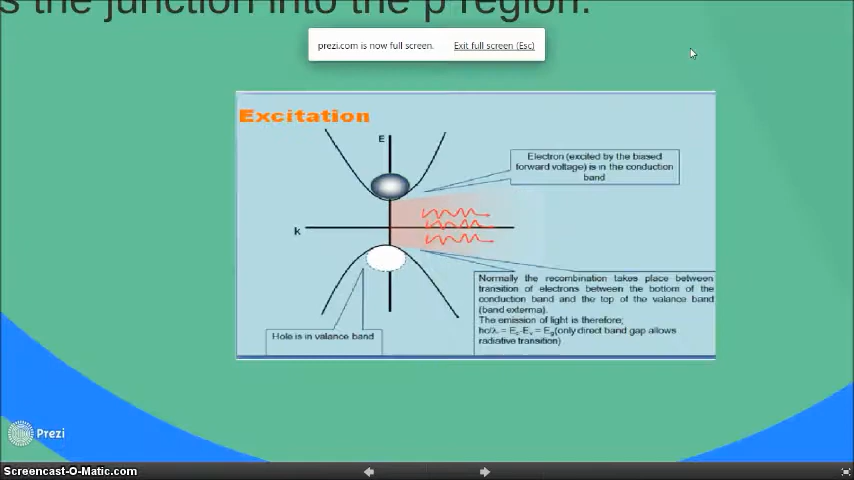 s the junction into the p region.
prezi.com is now full screen. Exit full screen (Esc)
Excitation
E
Electron (excited by the biased
forward voltage) is in the conduction
band
k
Normally the recombination takes place between
transition of electrons between the bottom of the
conduction band and the top of the valance band
(band exterma).
The emission of light is therefore;
hc/λ = Ec-Ev = Eg(only direct band gap allows
radiative transition)
Hole is in valance band
Prezi
Screencast-O-Matic.com